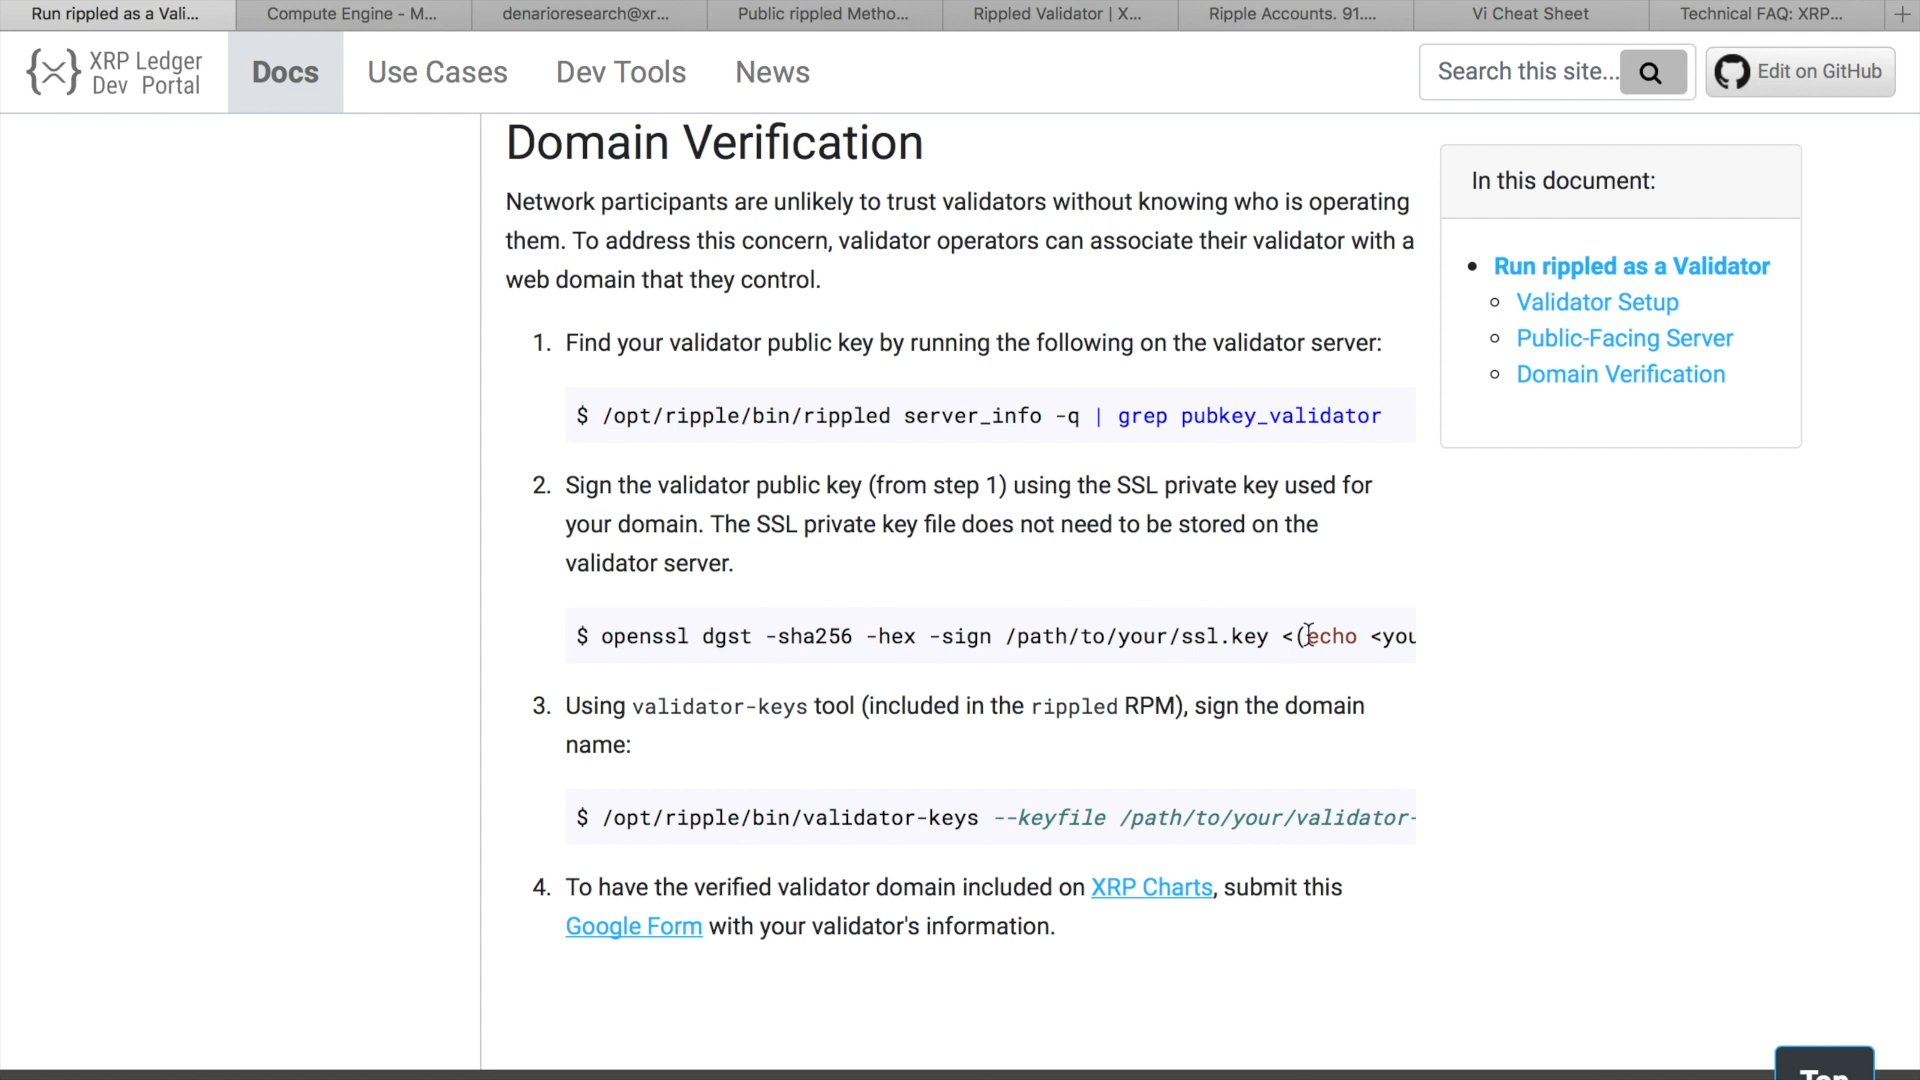 Run rippled as a Vali...
Compute Engine - M...
denarioresearch@xr...
Public rippled Metho...
Rippled Validator | X...
Ripple Accounts. 91....
Vi Cheat Sheet
Technical FAQ: XRP...
XRP Ledger
Dev Portal
Docs
Use Cases
Dev Tools
News
Search this site...
Edit on GitHub
Domain Verification
Network participants are unlikely to trust validators without knowing who is operating
them. To address this concern, validator operators can associate their validator with a
web domain that they control.
1. Find your validator public key by running the following on the validator server:
$ /opt/ripple/bin/rippled server_info -q | grep pubkey_validator
2. Sign the validator public key (from step 1) using the SSL private key used for
your domain. The SSL private key file does not need to be stored on the
validator server.
$ openssl dgst -sha256 -hex -sign /path/to/your/ssl.key <(echo <you
3. Using validator-keys tool (included in the rippled RPM), sign the domain
name:
$ /opt/ripple/bin/validator-keys --keyfile /path/to/your/validator-
4. To have the verified validator domain included on XRP Charts, submit this
Google Form with your validator's information.
In this document:
Run rippled as a Validator
Validator Setup
Public-Facing Server
Domain Verification
Top